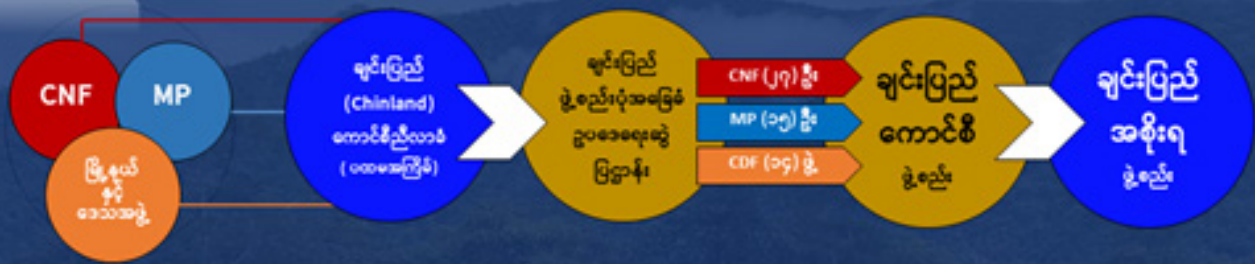 CNF
MP
မြို့နယ်
နှင့်
ဒေသအဖွဲ့
ချင်းပြည်
(Chinland)
ကောင်စီညီလာခံ
(ပထမအကြိမ်)
ချင်းပြည်
ဖွဲ့စည်းပုံအခြေခံ
ဥပဒေရေးဆွဲ
ပြဋ္ဌာန်း
CNF (၂၇) ဦး
MP (၁၅) ဦး
CDF (၁၄) ဖွဲ့
ချင်းပြည်
ကောင်စီ
ဖွဲ့စည်း
ချင်းပြည်
အစိုးရ
ဖွဲ့စည်း